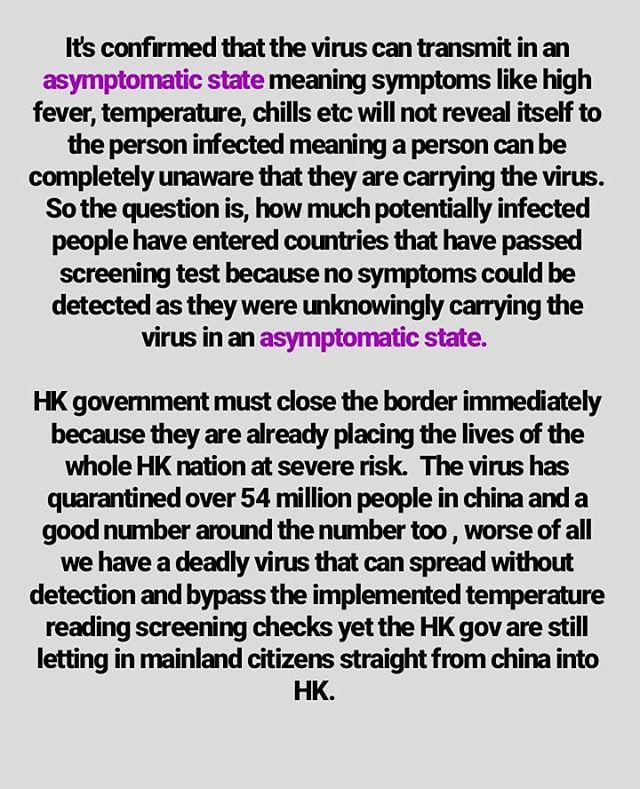 It's confirmed that the virus can transmit in an
asymptomatic state meaning symptoms like high
fever, temperature, chills etc will not reveal itself to
the person infected meaning a person can be
completely unaware that they are carrying the virus.
So the question is, how much potentially infected
people have entered countries that have passed
screening test because no symptoms could be
detected as they were unknowingly carrying the
virus in an asymptomatic state.
HK government must close the border immediately
because they are already placing the lives of the
whole HK nation at severe risk.  The virus has
quarantined over 54 million people in china and a
good number around the number too , worse of all
we have a deadly virus that can spread without
detection and bypass the implemented temperature
reading screening checks yet the HK gov are still
letting in mainland citizens straight from china into
HK.